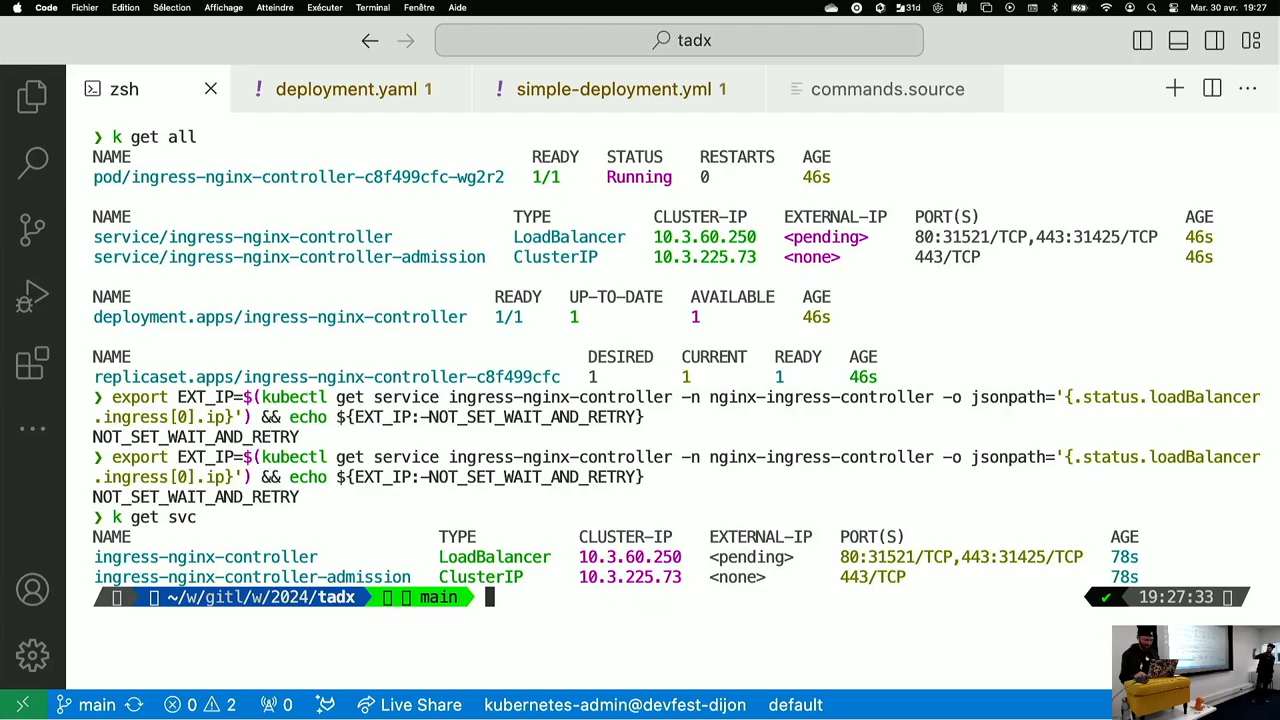 Code Fichier Edition Sélection Affichage Atteindre Exécuter Terminal Fenêtre Aide 31d Mar. 30 avr. 19:27
tadx
zsh deployment.yaml 1 simple-deployment.yml 1 commands.source
❯ k get all
NAME READY STATUS RESTARTS AGE
pod/ingress-nginx-controller-c8f499cfc-wg2r2 1/1 Running 0 46s
NAME TYPE CLUSTER-IP EXTERNAL-IP PORT(S) AGE
service/ingress-nginx-controller LoadBalancer 10.3.60.250 <pending> 80:31521/TCP,443:31425/TCP 46s
service/ingress-nginx-controller-admission ClusterIP 10.3.225.73 <none> 443/TCP 46s
NAME READY UP-TO-DATE AVAILABLE AGE
deployment.apps/ingress-nginx-controller 1/1 1 1 46s
NAME DESIRED CURRENT READY AGE
replicaset.apps/ingress-nginx-controller-c8f499cfc 1 1 1 46s
❯ export EXT_IP=$(kubectl get service ingress-nginx-controller -n nginx-ingress-controller -o jsonpath='{.status.loadBalancer
.ingress[0].ip}') && echo ${EXT_IP:-NOT_SET_WAIT_AND_RETRY}
NOT_SET_WAIT_AND_RETRY
❯ export EXT_IP=$(kubectl get service ingress-nginx-controller -n nginx-ingress-controller -o jsonpath='{.status.loadBalancer
.ingress[0].ip}') && echo ${EXT_IP:-NOT_SET_WAIT_AND_RETRY}
NOT_SET_WAIT_AND_RETRY
❯ k get svc
NAME TYPE CLUSTER-IP EXTERNAL-IP PORT(S) AGE
ingress-nginx-controller LoadBalancer 10.3.60.250 <pending> 80:31521/TCP,443:31425/TCP 78s
ingress-nginx-controller-admission ClusterIP 10.3.225.73 <none> 443/TCP 78s
~/w/gitl/w/2024/tadx main ✔ 19:27:33
main 0 2 0 Live Share kubernetes-admin@devfest-dijon default